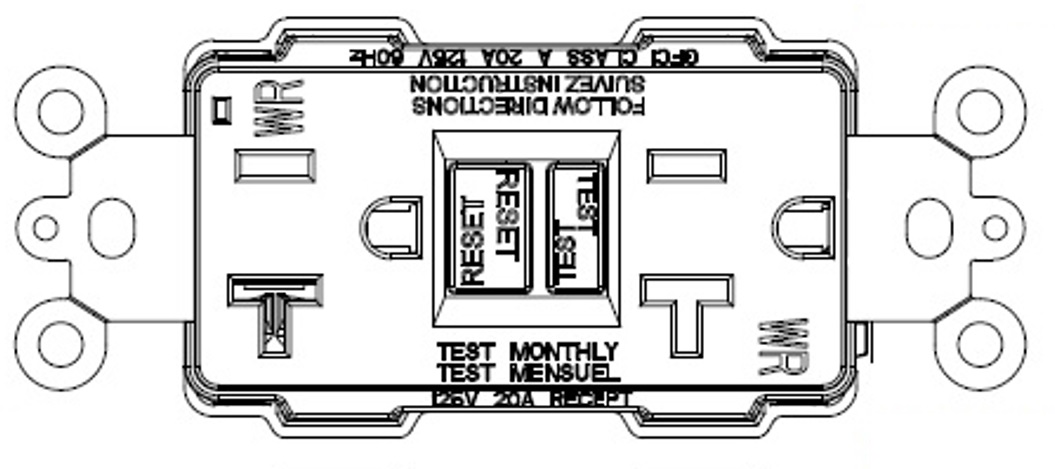 GFCI CLASS A 20A 125V 60Hz
FOLLOW DIRECTIONS
SUIVEZ INSTRUCTION
WR
RESET
RESET
TEST
TEST
WR
TEST MONTHLY
TEST MENSUEL
125V 20A RECEPT